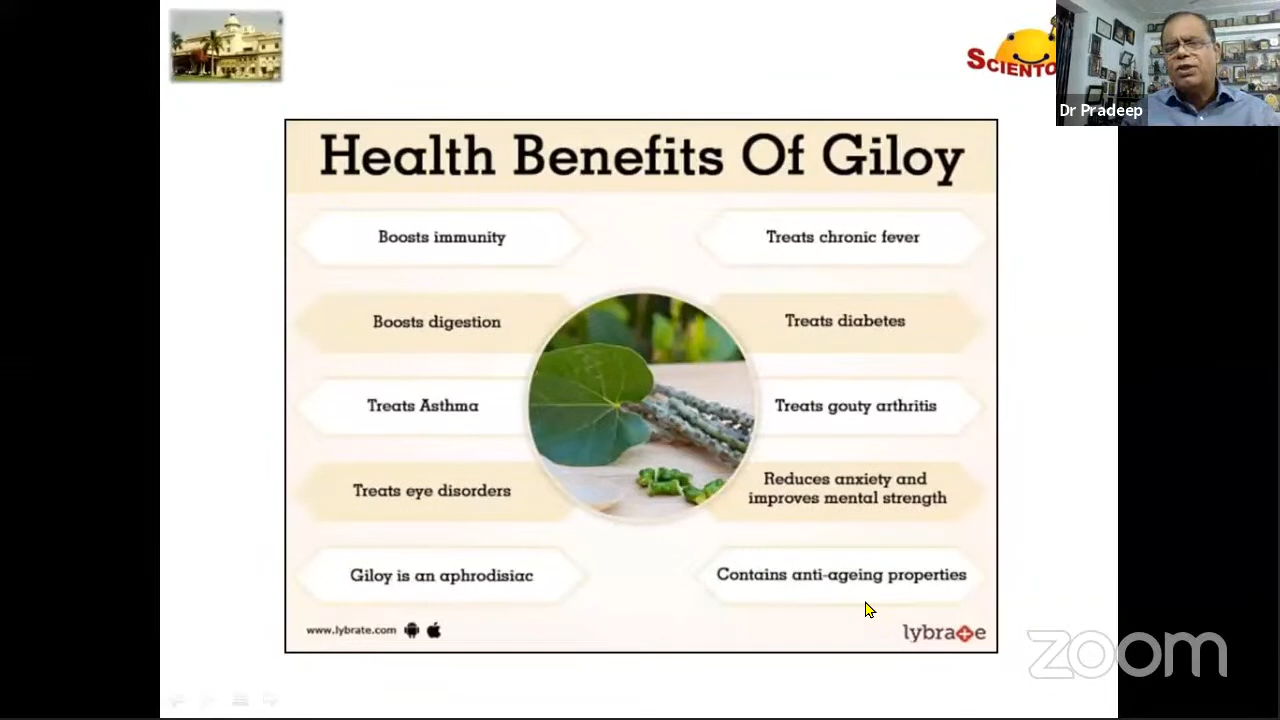 SCIENTO
Dr Pradeep
Health Benefits Of Giloy
Boosts immunity
Treats chronic fever
Boosts digestion
Treats diabetes
Treats Asthma
Treats gouty arthritis
Treats eye disorders
Reduces anxiety and
improves mental strength
Giloy is an aphrodisiac
Contains anti-ageing properties
www.lybrate.com
lybrate
zoom